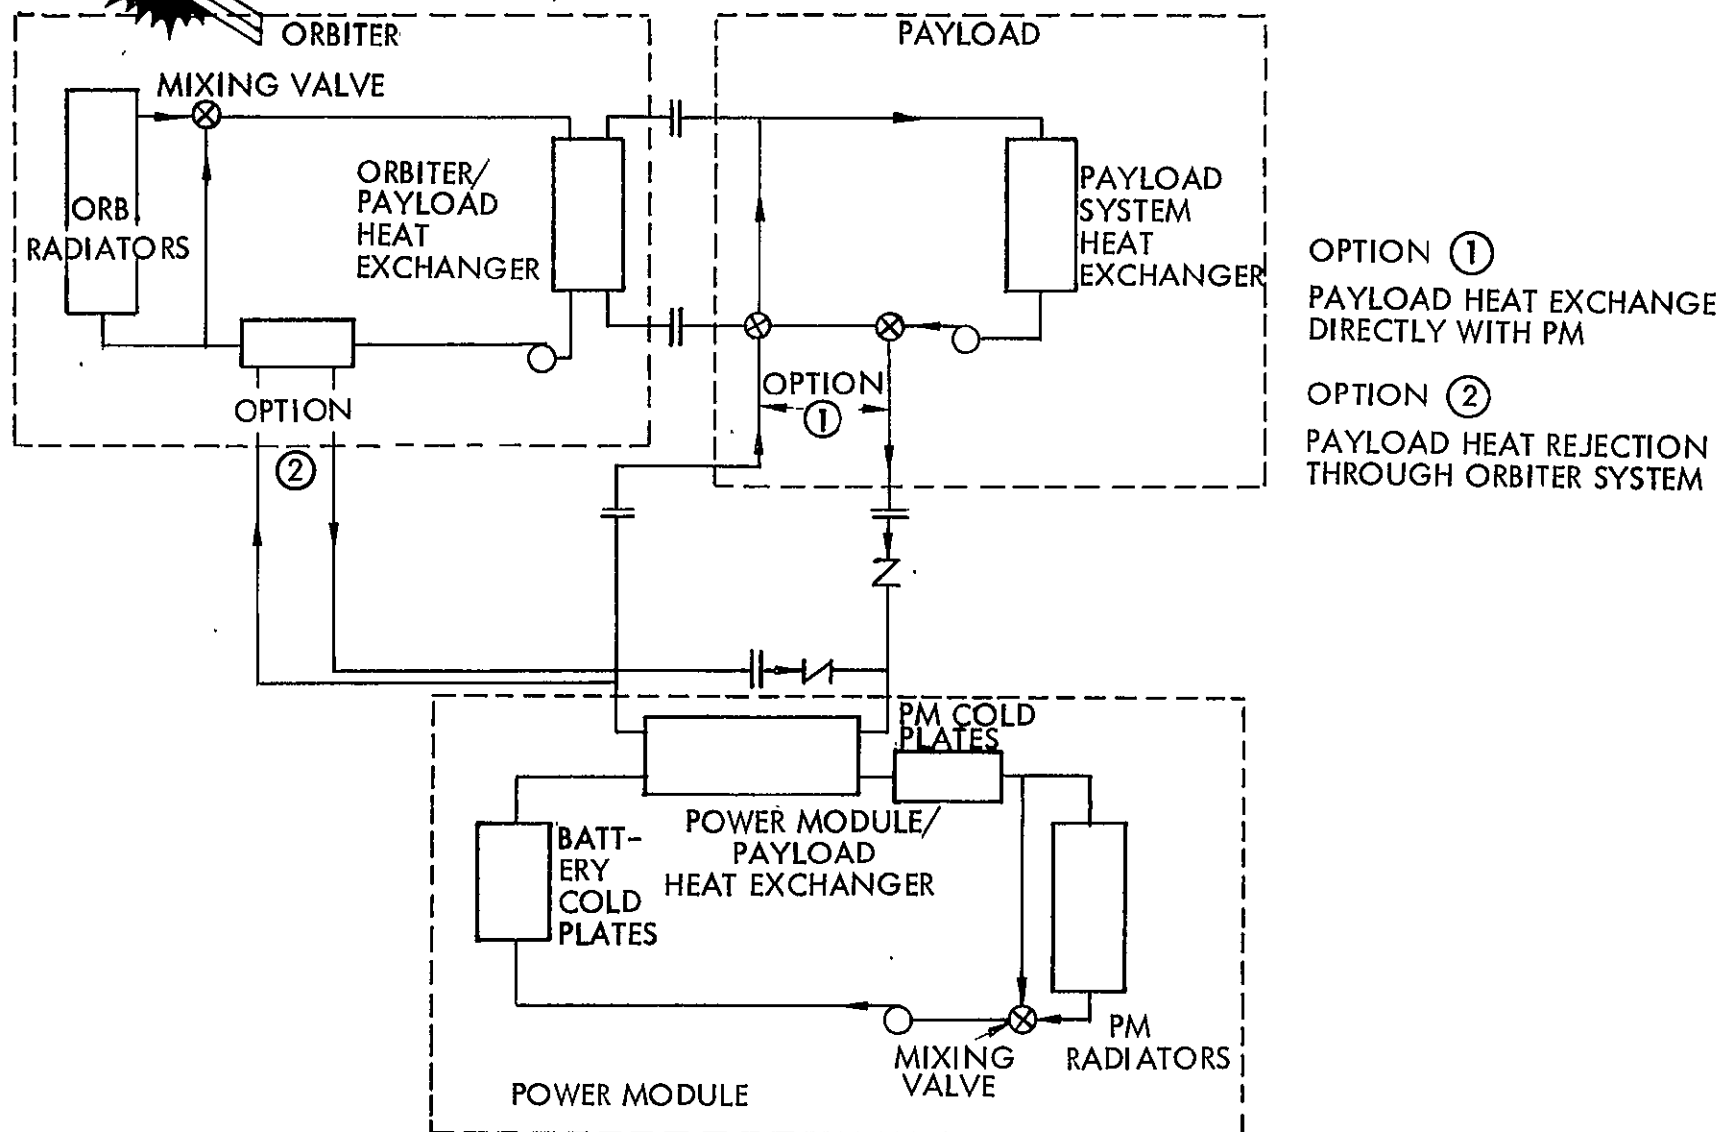 ORBITER
MIXING VALVE
ORB
RADIATORS
ORBITER/
PAYLOAD
HEAT
EXCHANGER
OPTION
②
PAYLOAD
PAYLOAD
SYSTEM
HEAT
EXCHANGER
OPTION
①
OPTION ①
PAYLOAD HEAT EXCHANGE
DIRECTLY WITH PM
OPTION ②
PAYLOAD HEAT REJECTION
THROUGH ORBITER SYSTEM
PM COLD
PLATES
POWER MODULE/
PAYLOAD
HEAT EXCHANGER
BATT-
ERY
COLD
PLATES
MIXING
VALVE
PM
RADIATORS
POWER MODULE